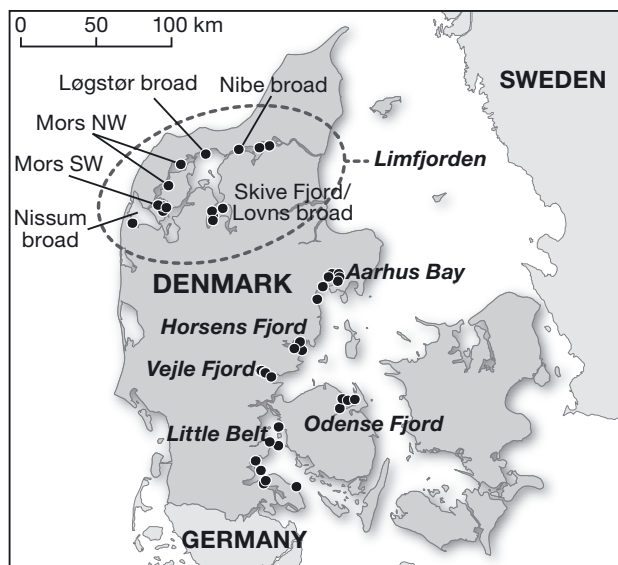 0 50 100 km
SWEDEN
Løgstør broad
Nibe broad
Mors NW
Mors SW
Limfjorden
Nissum
broad
Skive Fjord/
Lovns broad
DENMARK
Aarhus Bay
Horsens Fjord
Vejle Fjord
Little Belt
Odense Fjord
GERMANY